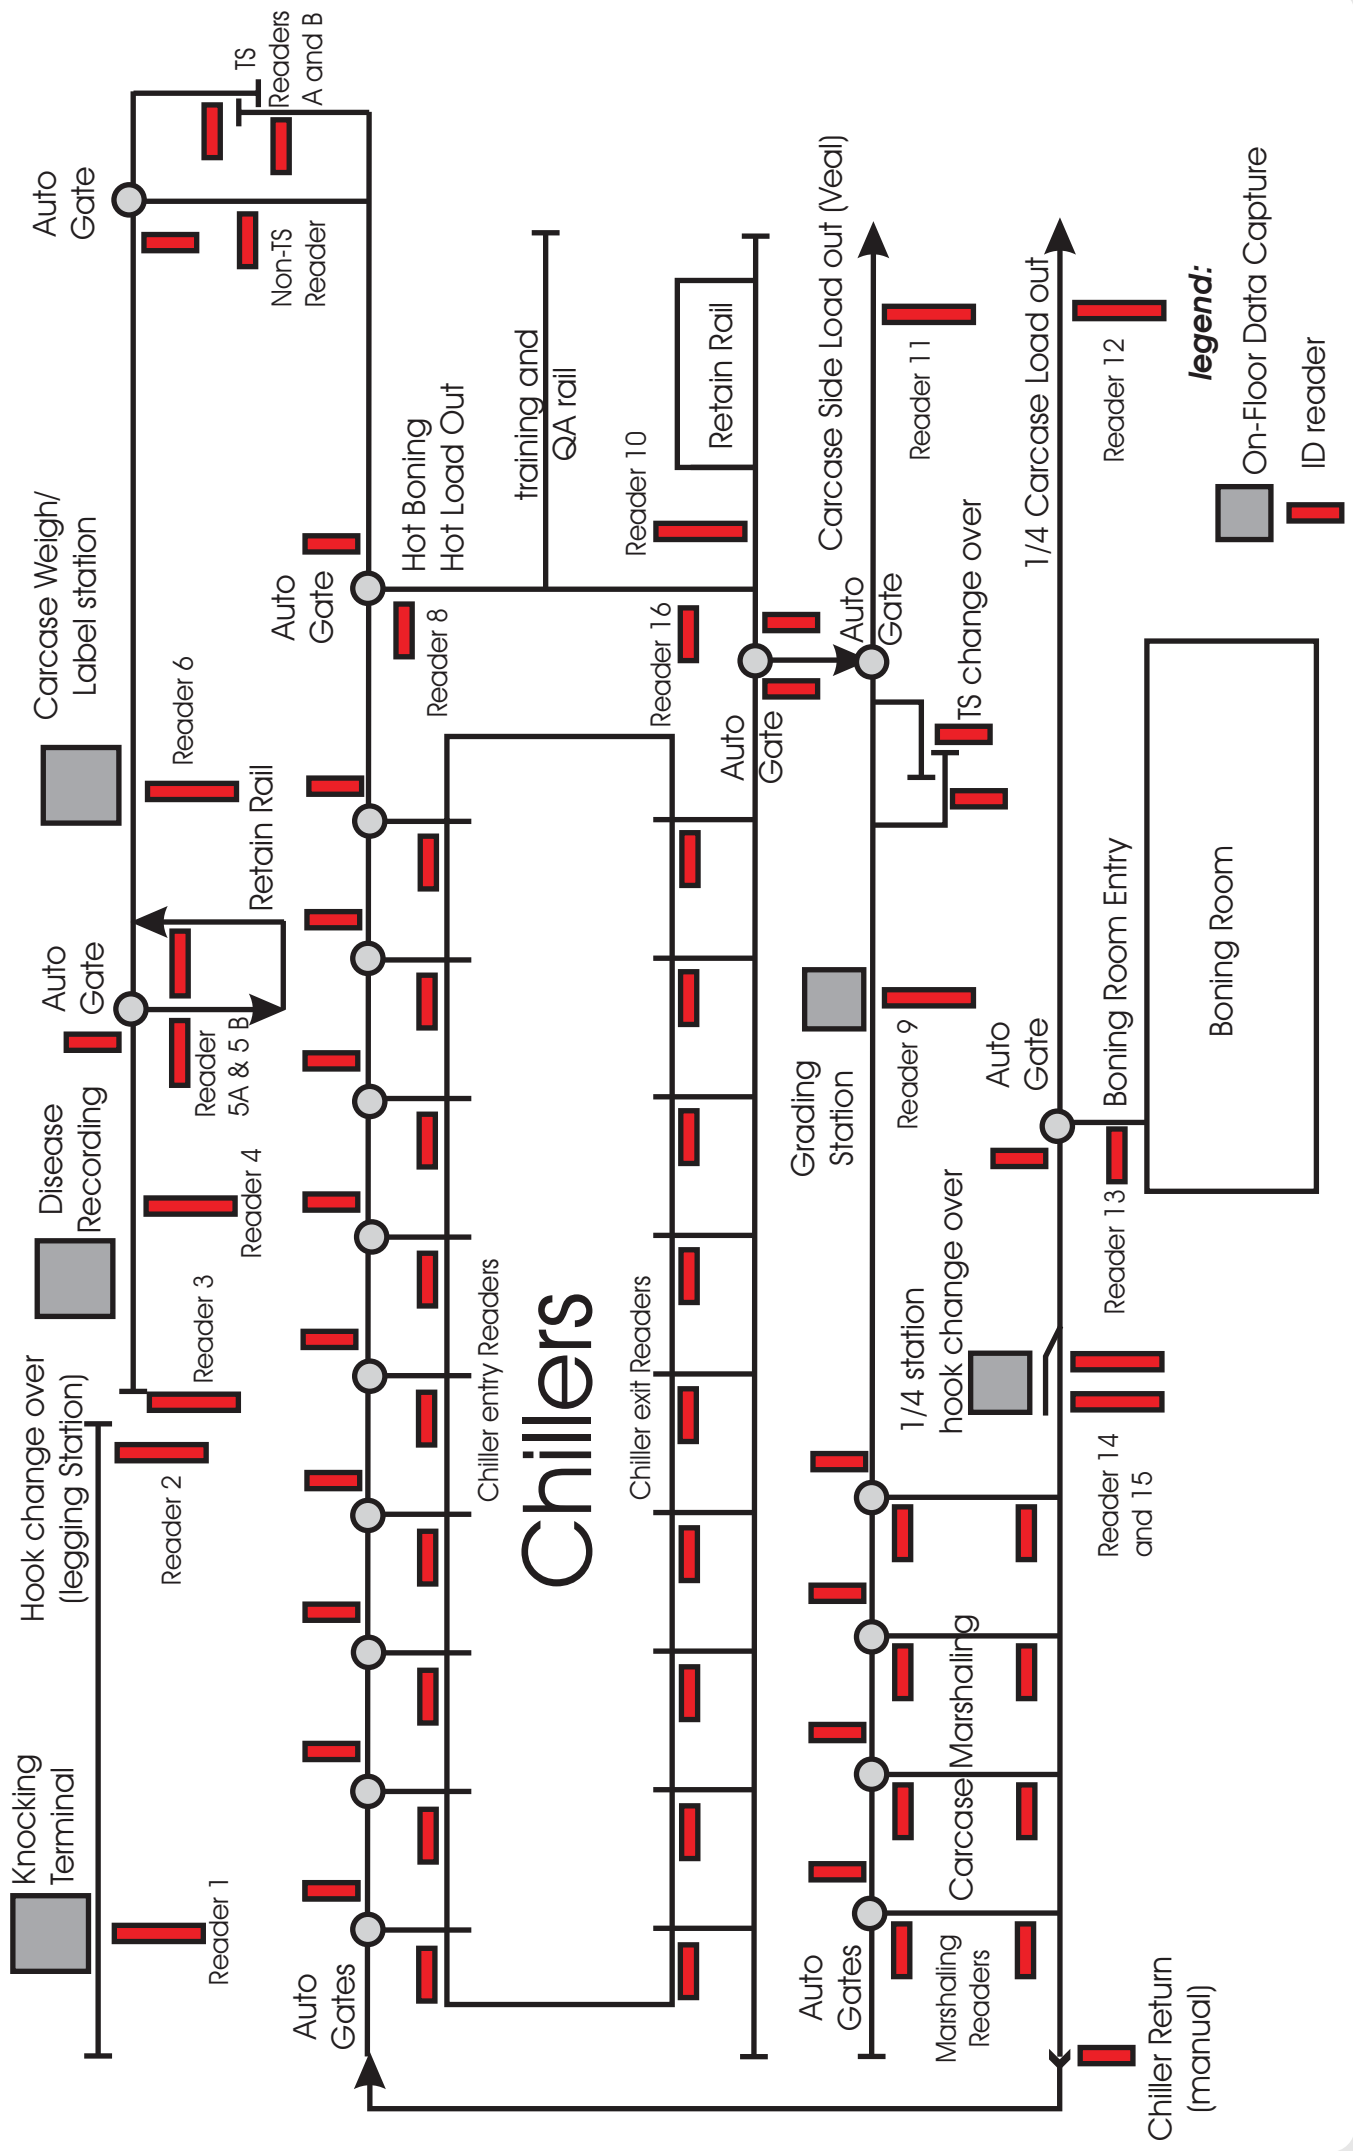 Knocking
Terminal
Reader 1
Hook change over
(legging Station)
Reader 2
Reader 3
Disease
Recording
Reader 4
Auto
Gate
Reader
5A & 5 B
Retain Rail
Carcase Weigh/
Label station
Reader 6
Auto
Gate
Non-TS
Reader
TS
Readers
A and B
Auto
Gates
Auto
Gate
Hot Boning
Hot Load Out
Reader 8
training and
QA rail
Chiller entry Readers
Chillers
Chiller exit Readers
Reader 16
Reader 10
Retain Rail
Auto
Gate
Auto
Gate
Carcase Side Load out (Veal)
Reader 11
TS change over
Grading
Station
Reader 9
Auto
Gates
Marshaling
Readers
Carcase Marshaling
1/4 station
hook change over
Reader 14
and 15
Auto
Gate
Reader 13
Boning Room Entry
Boning Room
1/4 Carcase Load out
Reader 12
Chiller Return
(manual)
legend:
On-Floor Data Capture
ID reader